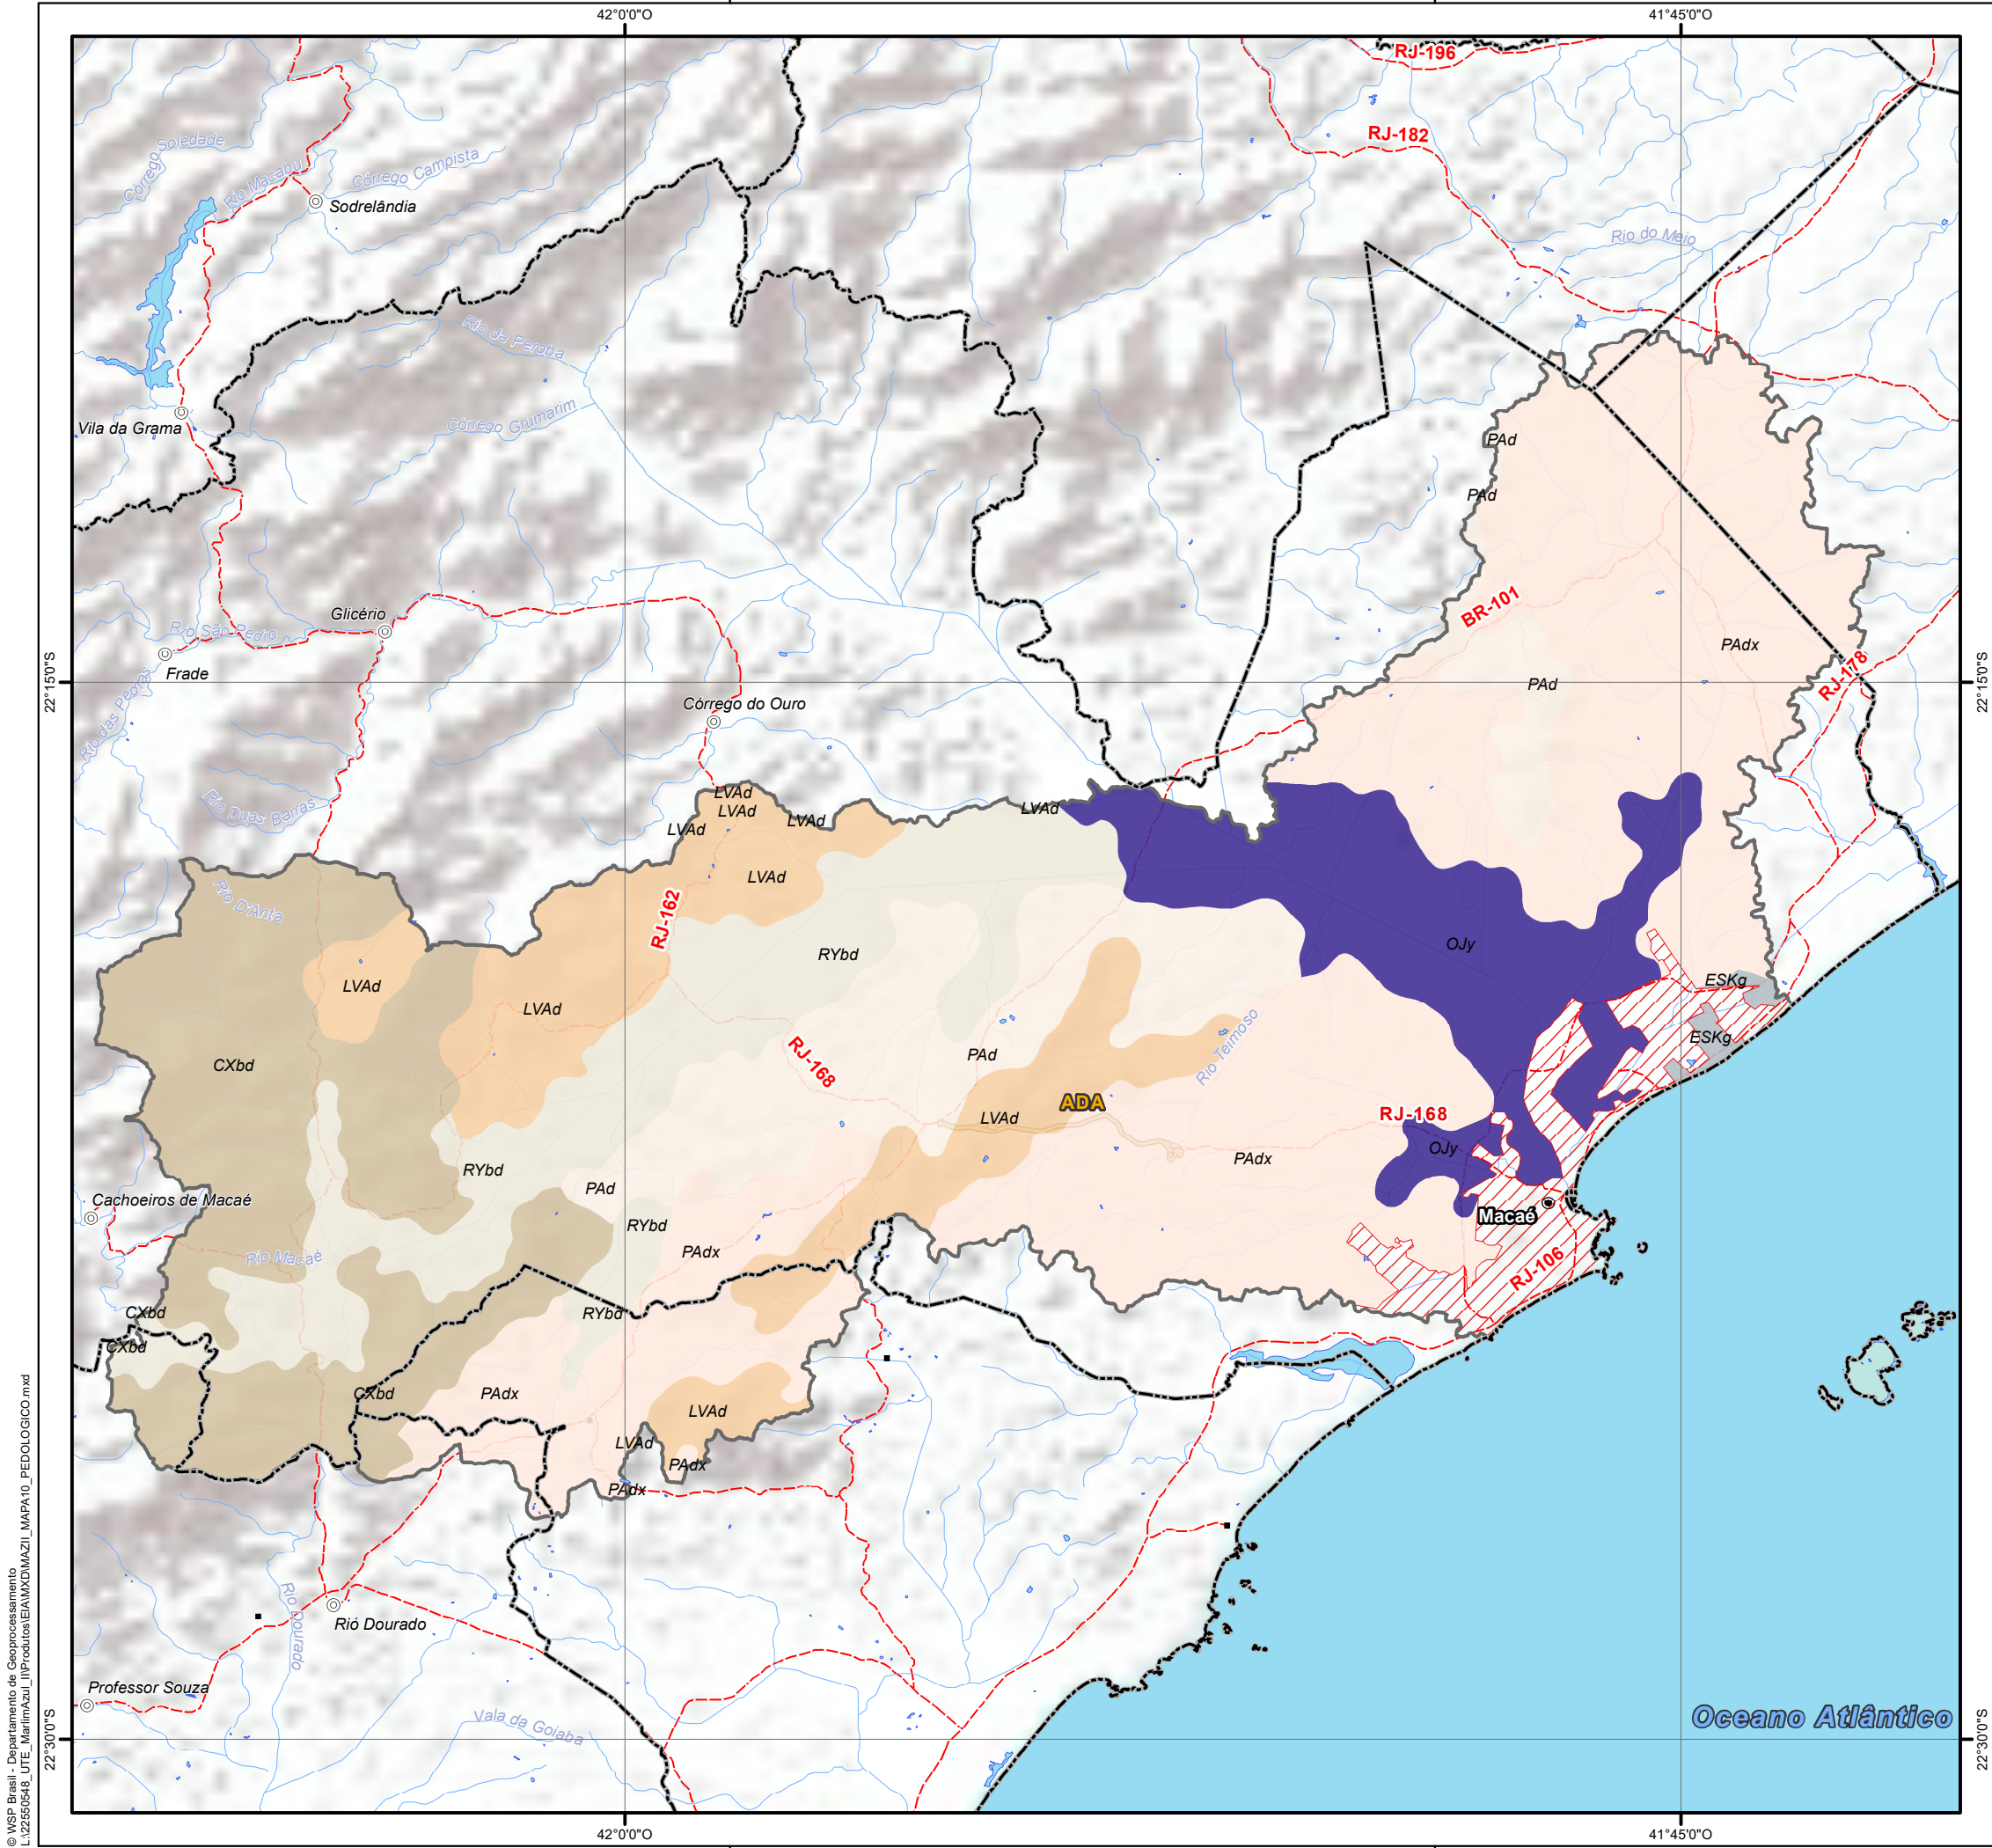 42°0'0"O
41°45'0"O
RJ-196
RJ-182
Córrego Soledade
Rio Macabu
Córrego Campista
Sodrelândia
Rio do Meio
Rio da Peroba
Córrego Grumarim
Vila da Grama
PAd
PAd
BR-101
Glicério
Rio São Pedro
Frade
PAdx
RJ-178
22°15'0"S
22°15'0"S
PAd
Rio das Pedras
Córrego do Ouro
Rio Duas Barras
LVAd
LVAd
LVAd
LVAd
LVAd
LVAd
Rio D'Anta
RJ-162
RYbd
OJy
LVAd
LVAd
ESKg
ESKg
CXbd
RJ-168
PAd
Rio Teimoso
ADA
LVAd
RJ-168
OJy
PAdx
RYbd
PAd
Cachoeiros de Macaé
RYbd
Macaé
PAdx
Rio Macaé
RJ-106
CXbd
RYbd
CXbd
CXbd
PAdx
LVAd
LVAd
PAdx
PAdx
Rio Dourado
Rio Dourado
Professor Souza
Vala da Goiaba
Oceano Atlântico
22°30'0"S
22°30'0"S
42°0'0"O
41°45'0"O
© WSP Brasil - Departamento de Geoprocessamento
L:\22550548_UTE_MarlimAzul_II\Produtos\EIA\MXD\MAZII_MAPA10_PEDOLOGICO.mxd